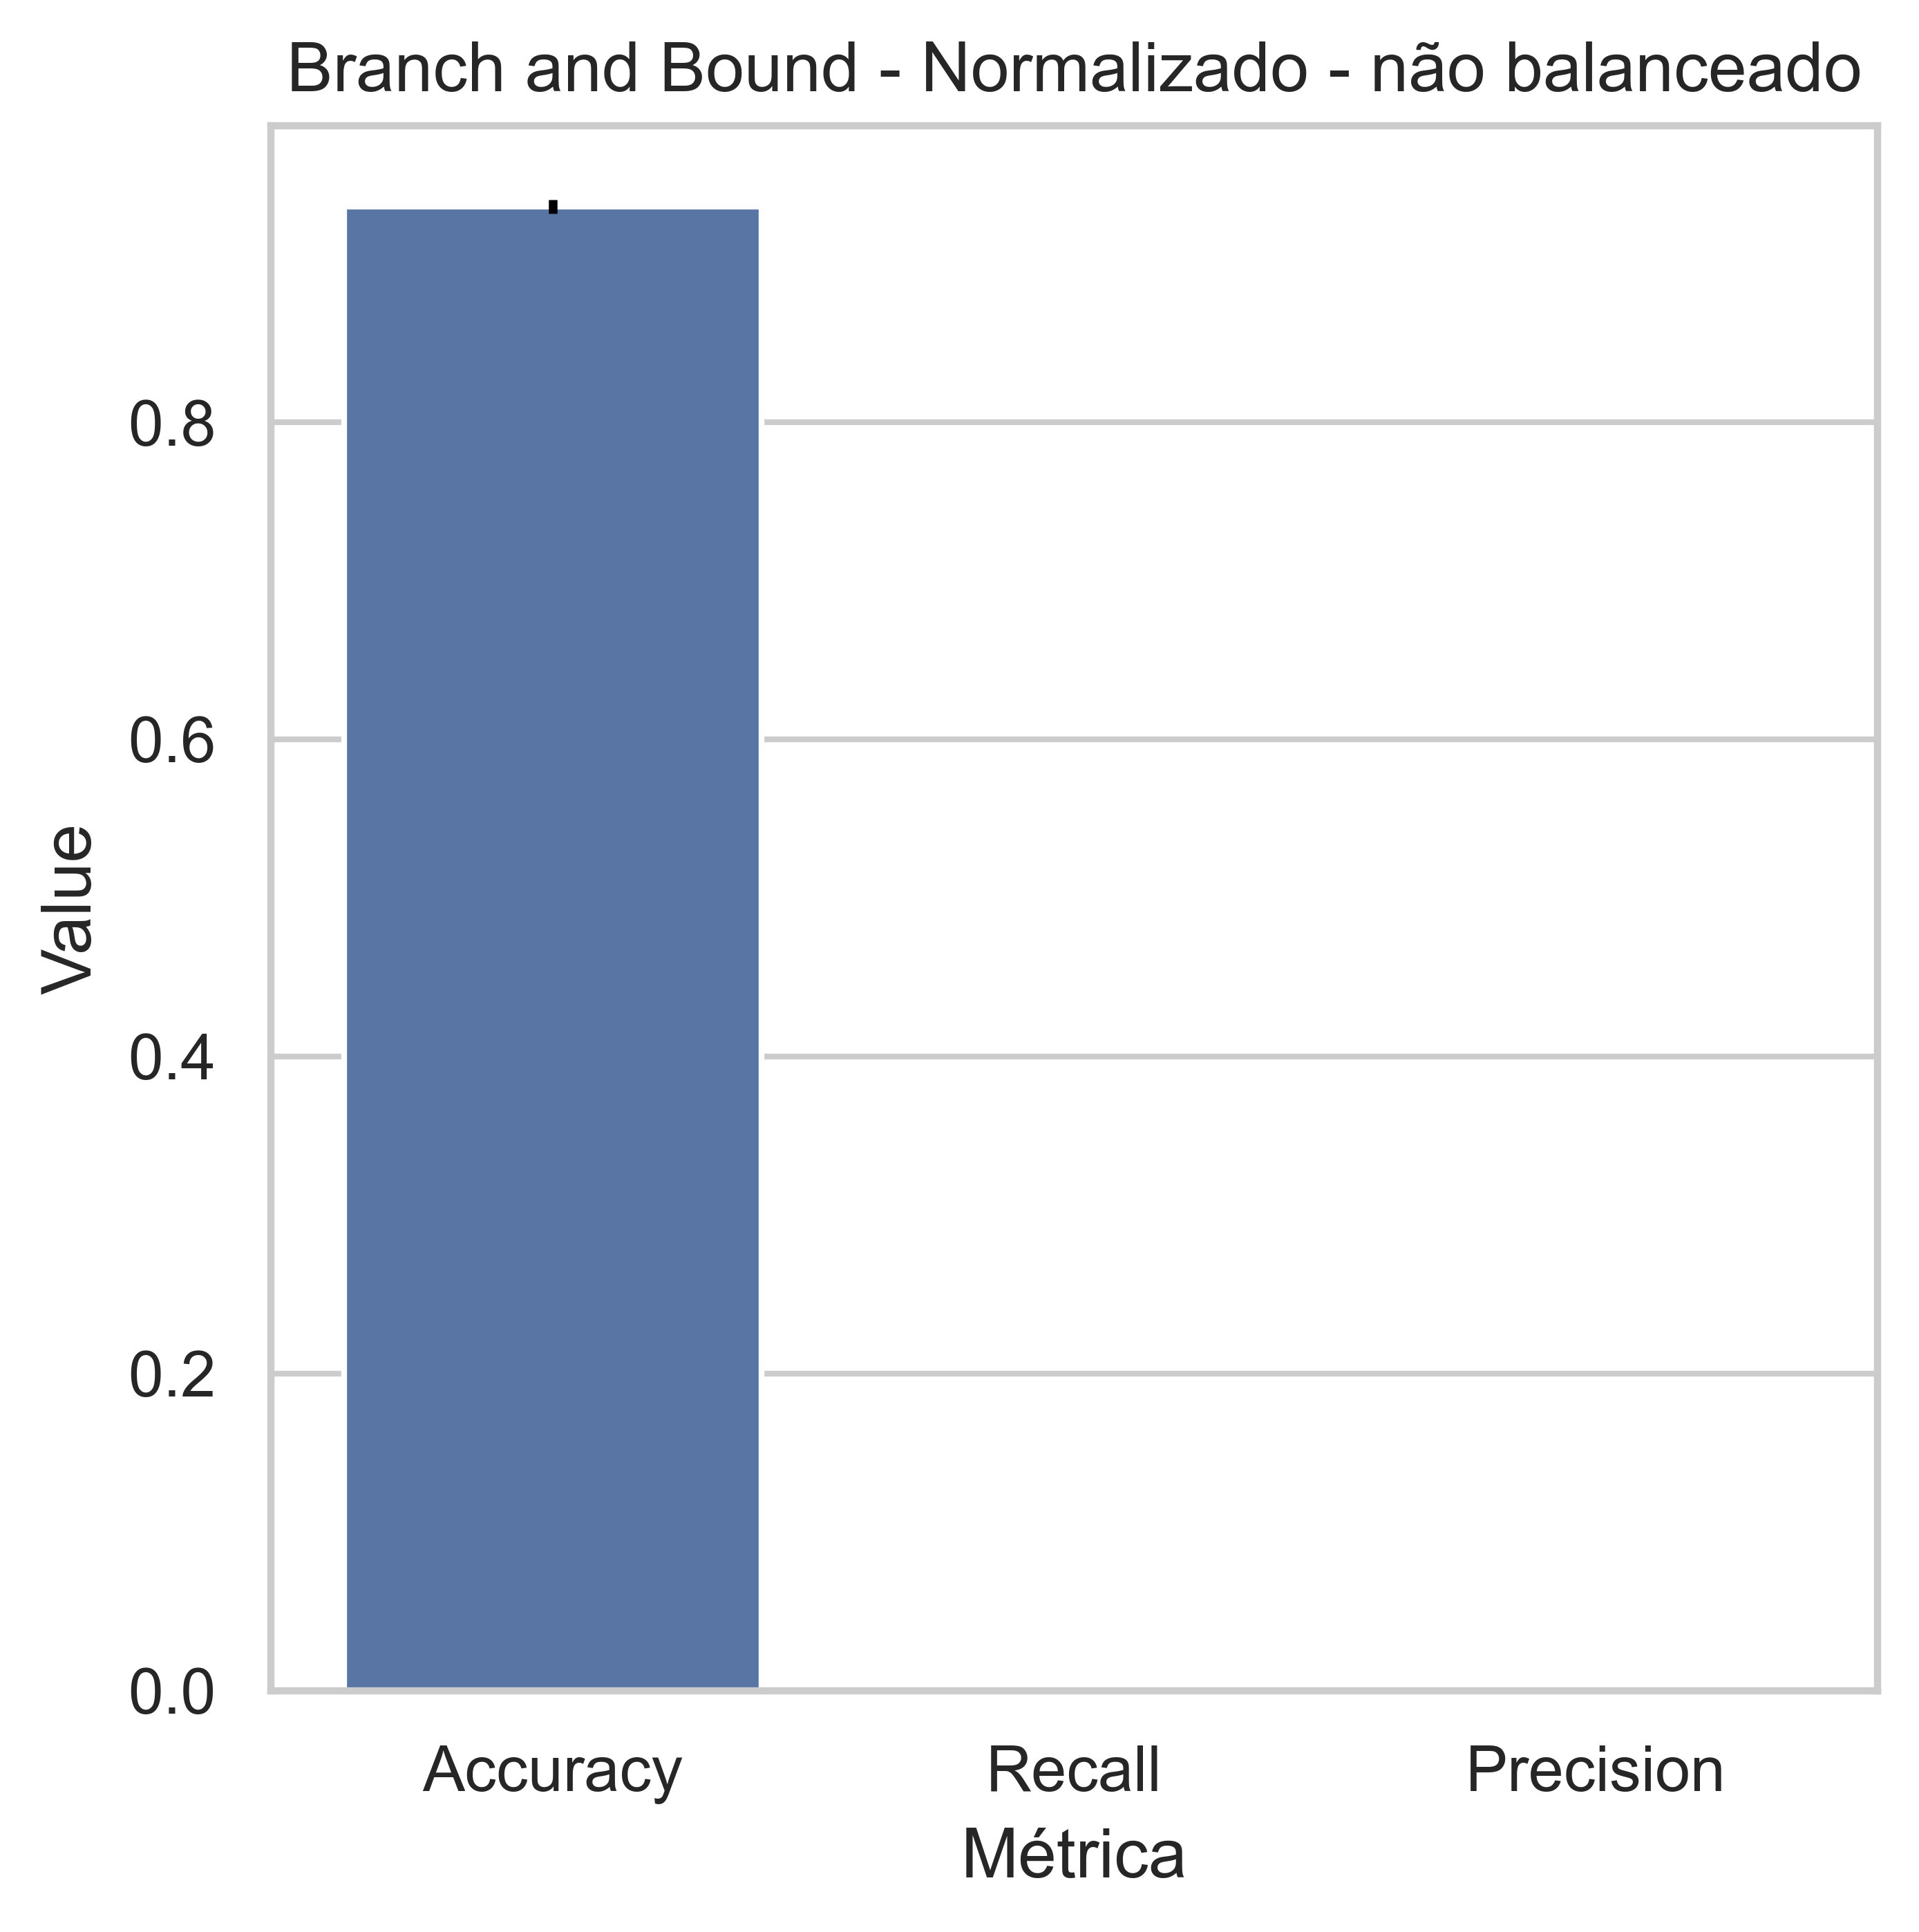 Branch and Bound - Normalizado - não balanceado
Value
0.8
0.6
0.4
0.2
0.0
Accuracy Recall Precision
Métrica